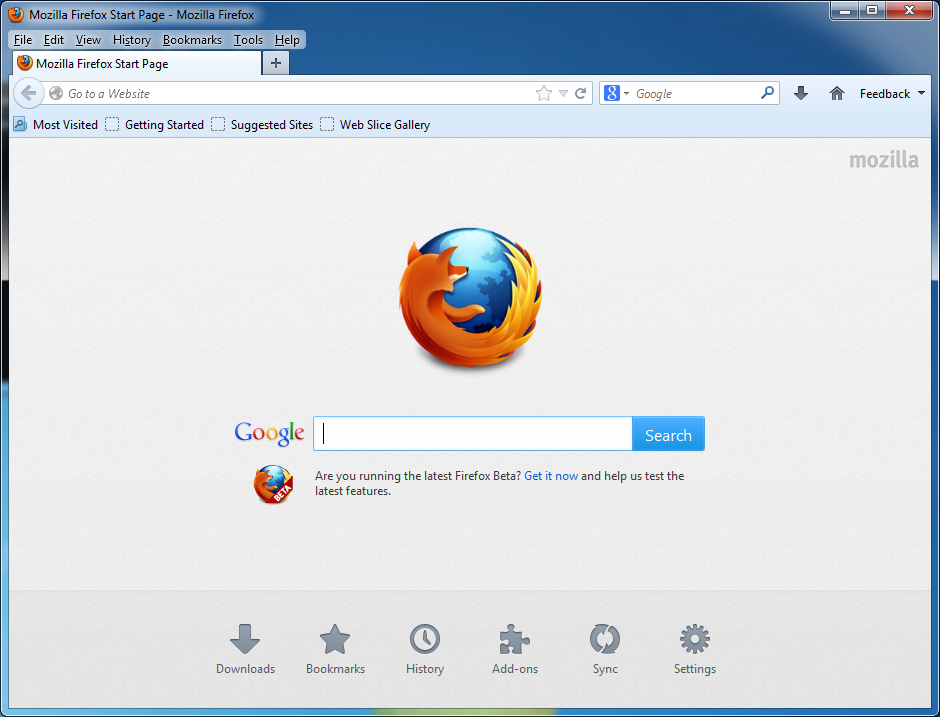 Mozilla Firefox Start Page - Mozilla Firefox
File Edit View History Bookmarks Tools Help
Mozilla Firefox Start Page
Go to a Website
8 Google
Feedback
Most Visited Getting Started Suggested Sites Web Slice Gallery
mozilla
Google
Search
BETA
Are you running the latest Firefox Beta? Get it now and help us test the
latest features.
Downloads Bookmarks History Add-ons Sync Settings